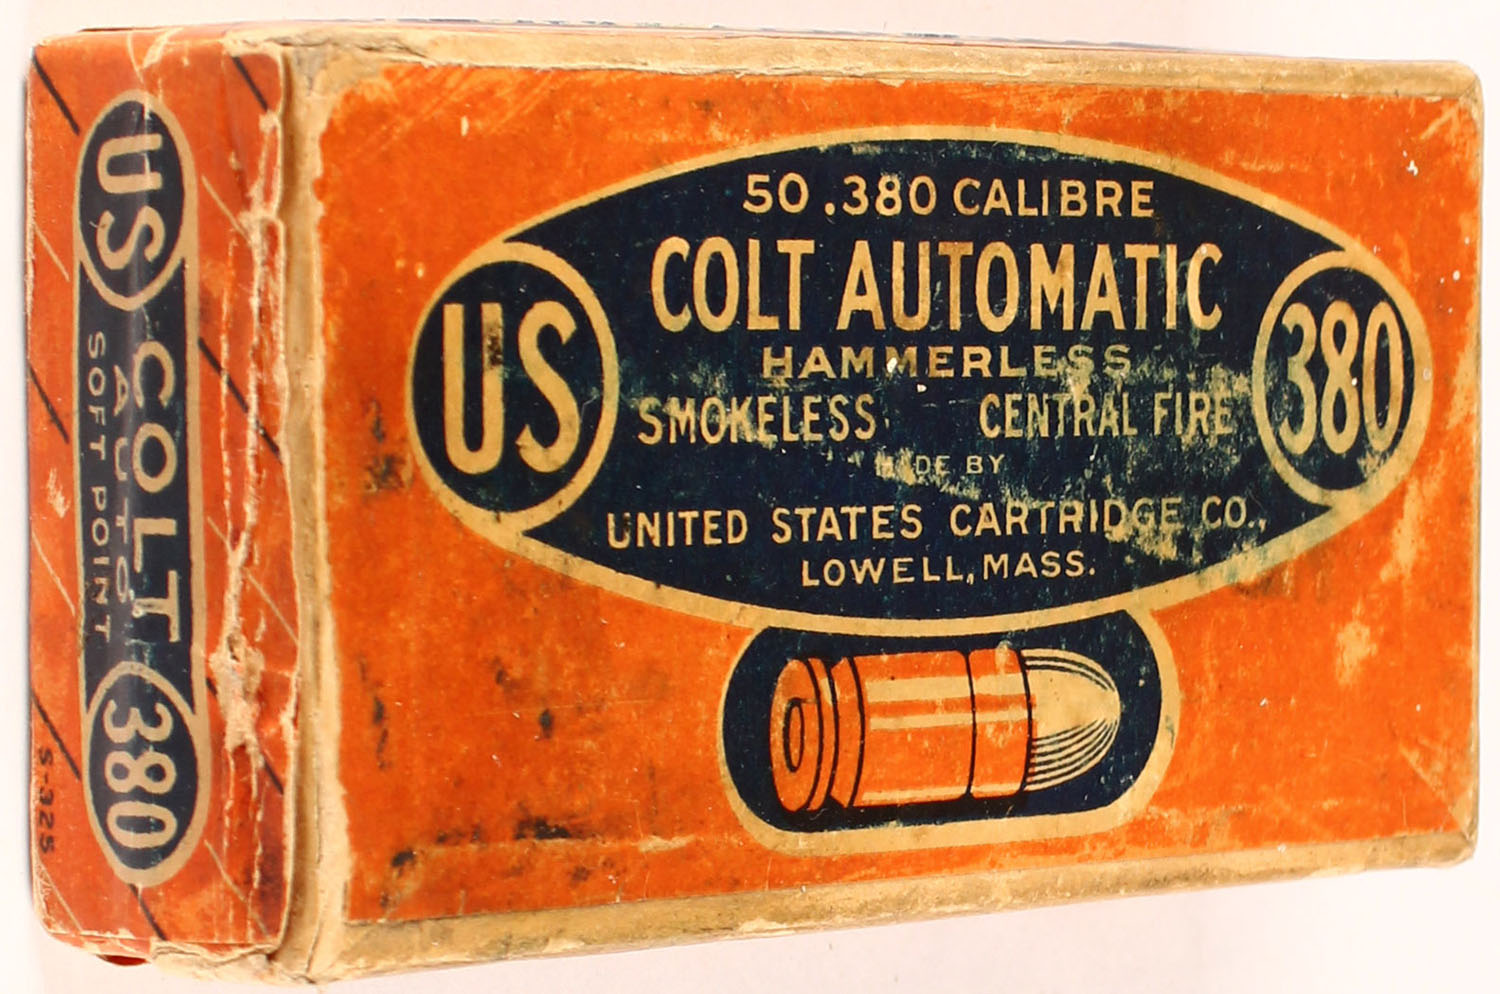 50 .380 CALIBRE
COLT AUTOMATIC
HAMMERLESS
SMOKELESS CENTRAL FIRE
MADE BY
UNITED STATES CARTRIDGE CO.,
LOWELL, MASS.
US
380
US
COLT
AUTO
SOFT POINT
380
S-325